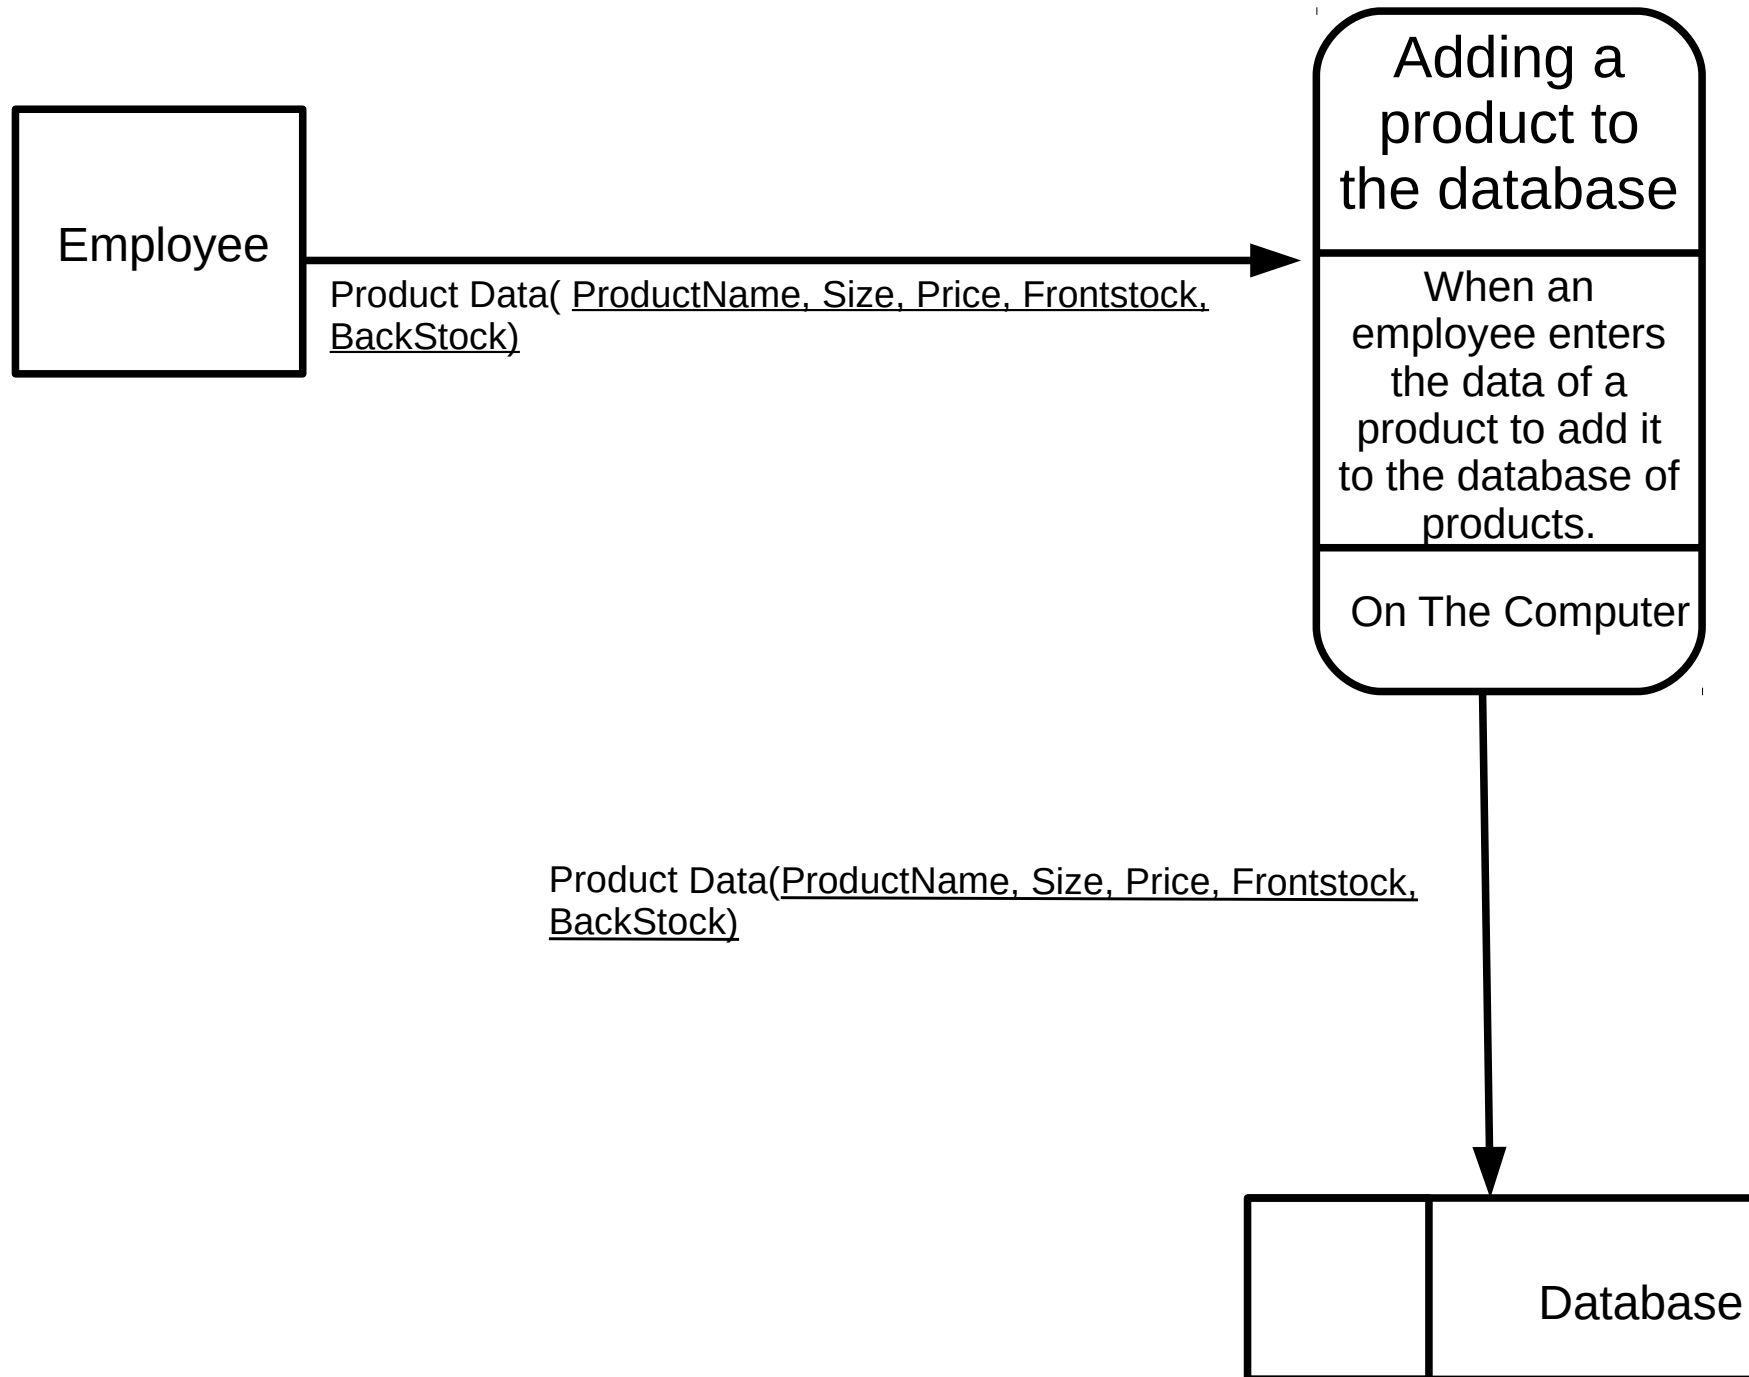 Adding a
product to
the database
Employee
Product Data( ProductName, Size, Price, Frontstock,
BackStock)
When an
employee enters
the data of a
product to add it
to the database of
products.
On The Computer
Product Data(ProductName, Size, Price, Frontstock,
BackStock)
Database